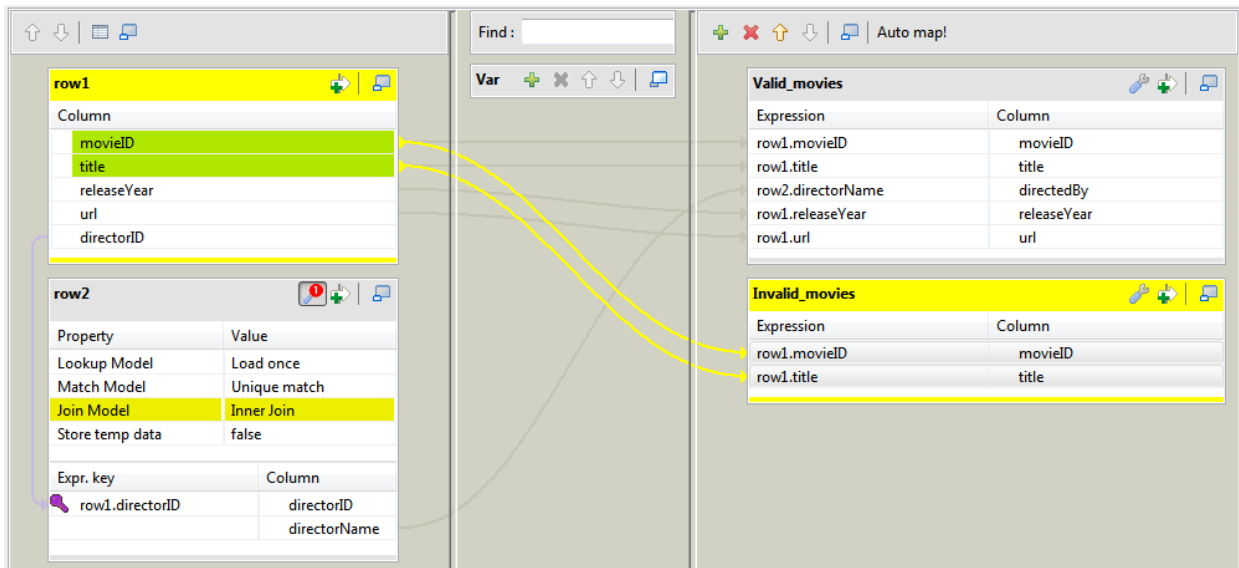 Find :
Auto map!
row1
Column
movieID
title
releaseYear
url
directorID
row2
1
Property Value
Lookup Model Load once
Match Model Unique match
Join Model Inner Join
Store temp data false
Expr. key Column
row1.directorID directorID
directorName
Var
Valid_movies
Expression Column
row1.movieID movieID
row1.title title
row2.directorName directedBy
row1.releaseYear releaseYear
row1.url url
Invalid_movies
Expression Column
row1.movieID movieID
row1.title title